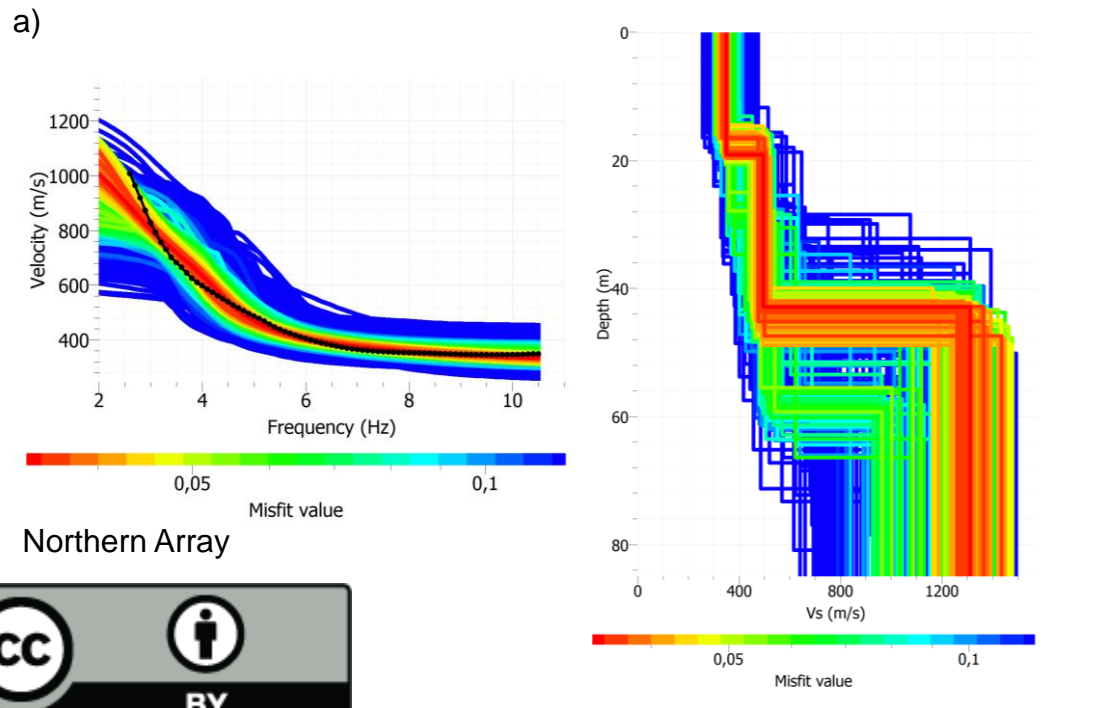 a)
1200
1000
800
600
400
Velocity (m/s)
2 4 6 8 10
Frequency (Hz)
0,05 0,1
Misfit value
Northern Array
CC
BY
0
20
40
60
80
Depth (m)
0 400 800 1200
Vs (m/s)
0,05 0,1
Misfit value